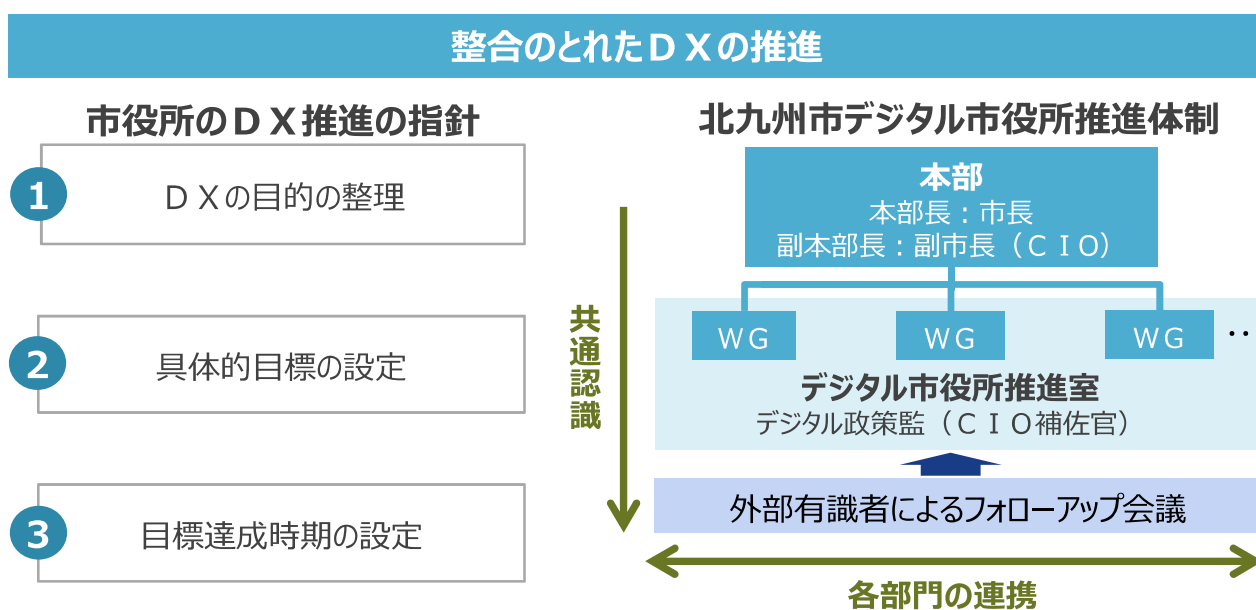 整合のとれたＤＸの推進
市役所のＤＸ推進の指針
1
ＤＸの目的の整理
2
具体的目標の設定
3
目標達成時期の設定
共通認識
北九州市デジタル市役所推進体制
本部
本部長：市長
副本部長：副市長（ＣＩＯ）
ＷＧ
ＷＧ
ＷＧ
‥
デジタル市役所推進室
デジタル政策監（ＣＩＯ補佐官）
外部有識者によるフォローアップ会議
各部門の連携